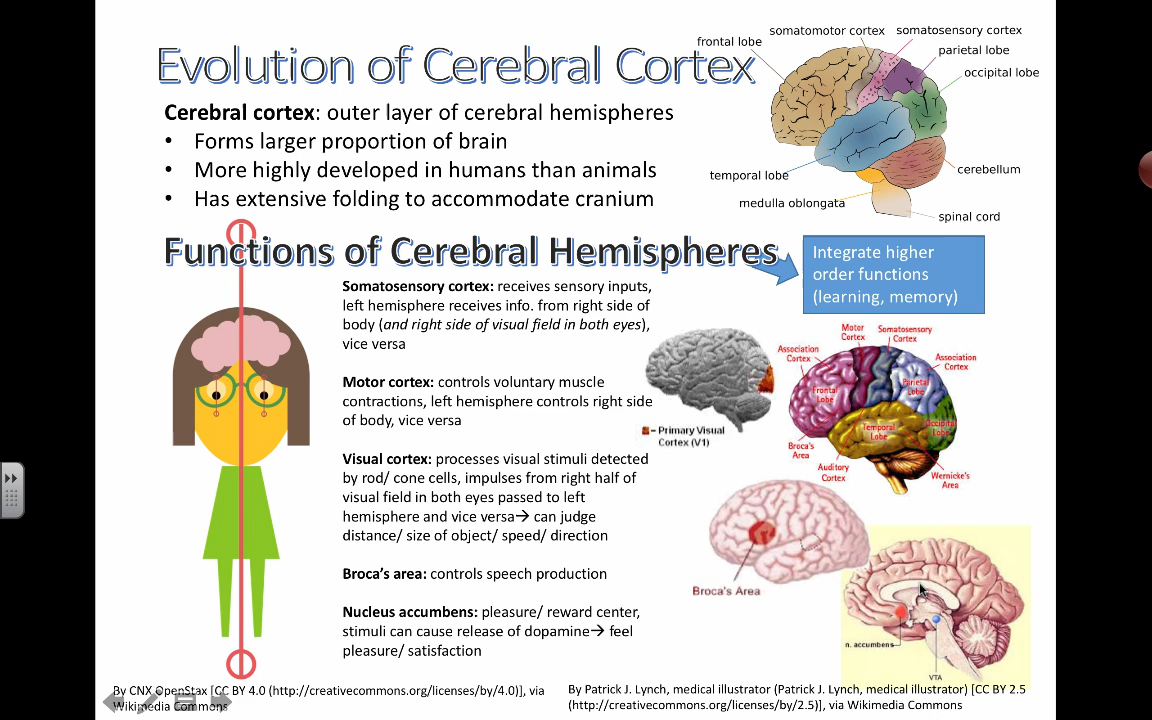 Evolution of Cerebral Cortex
Cerebral cortex: outer layer of cerebral hemispheres
• Forms larger proportion of brain
• More highly developed in humans than animals
• Has extensive folding to accommodate cranium
frontal lobe
somatomotor cortex
somatosensory cortex
parietal lobe
occipital lobe
temporal lobe
cerebellum
medulla oblongata
spinal cord
Functions of Cerebral Hemispheres
Integrate higher
order functions
(learning, memory)
Somatosensory cortex: receives sensory inputs,
left hemisphere receives info. from right side of
body (and right side of visual field in both eyes),
vice versa
Motor cortex: controls voluntary muscle
contractions, left hemisphere controls right side
of body, vice versa
Visual cortex: processes visual stimuli detected
by rod/ cone cells, impulses from right half of
visual field in both eyes passed to left
hemisphere and vice versa→ can judge
distance/ size of object/ speed/ direction
Broca's area: controls speech production
Nucleus accumbens: pleasure/ reward center,
stimuli can cause release of dopamine→ feel
pleasure/ satisfaction
– Primary Visual
Cortex (V1)
Motor
Cortex
Somatosensory
Cortex
Association
Cortex
Association
Cortex
Frontal
Lobe
Parietal
Lobe
Temporal
Lobe
Occipital
Lobe
Broca's
Area
Auditory
Cortex
Wernicke's
Area
Broca's Area
n. accumbens
VTA
By CNX OpenStax [CC BY 4.0 (http://creativecommons.org/licenses/by/4.0)], via
Wikimedia Commons
By Patrick J. Lynch, medical illustrator (Patrick J. Lynch, medical illustrator) [CC BY 2.5
(http://creativecommons.org/licenses/by/2.5)], via Wikimedia Commons